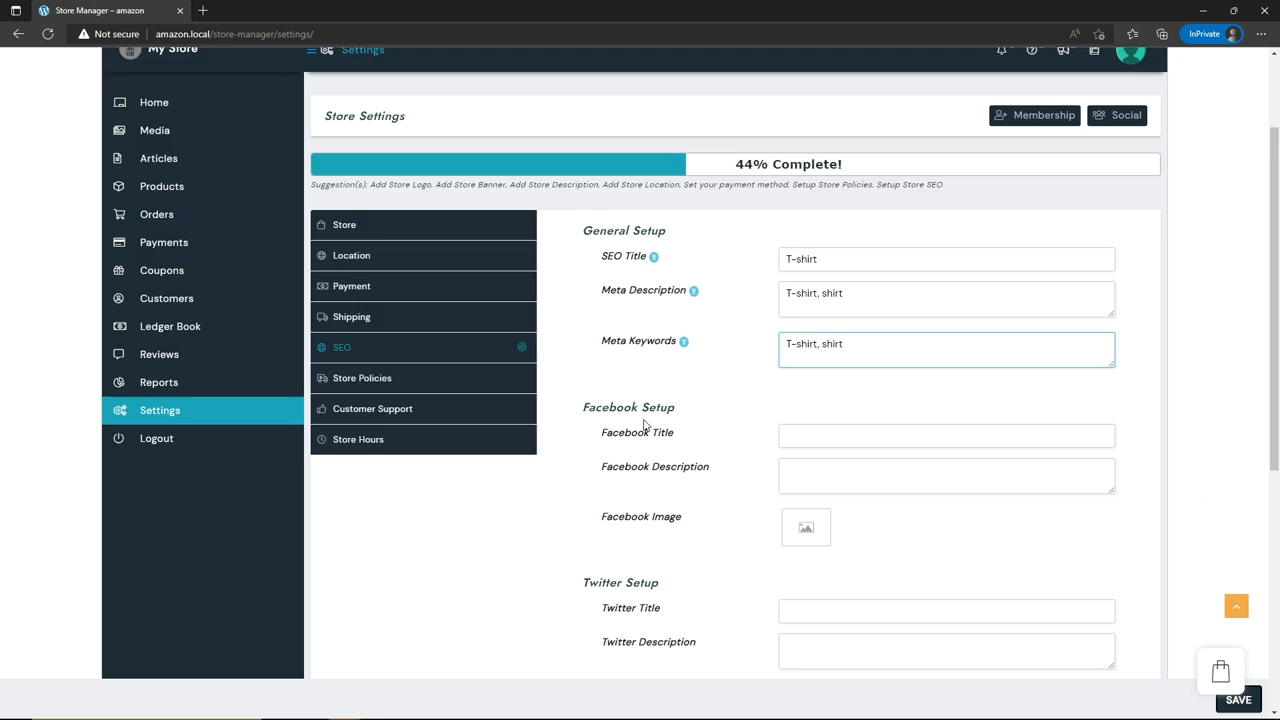 Store Manager – amazon
Not secure
amazon.local/store-manager/settings/
InPrivate
My Store
Settings
Home
Media
Articles
Products
Orders
Payments
Coupons
Customers
Ledger Book
Reviews
Reports
Settings
Logout
Store Settings
Membership
Social
44% Complete!
Suggestion(s): Add Store Logo, Add Store Banner, Add Store Description, Add Store Location, Set your payment method, Setup Store Policies, Setup Store SEO
Store
Location
Payment
Shipping
SEO
Store Policies
Customer Support
Store Hours
General Setup
SEO Title
T-shirt
Meta Description
T-shirt, shirt
Meta Keywords
T-shirt, shirt
Facebook Setup
Facebook Title
Facebook Description
Facebook Image
Twitter Setup
Twitter Title
Twitter Description
SAVE